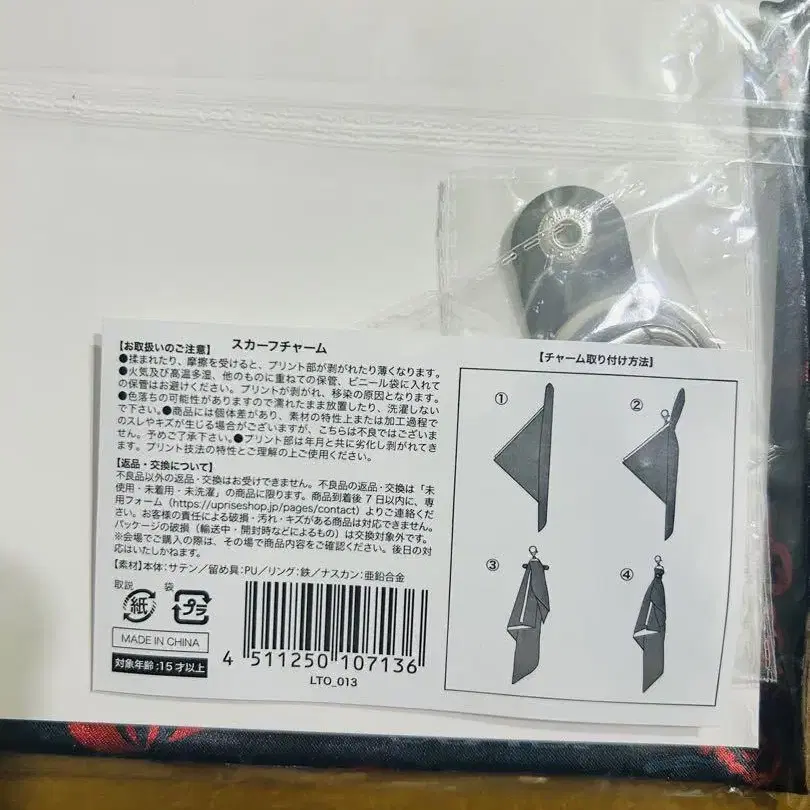 【お取扱いのご注意】 スカーフチャーム
●揉まれたり、摩擦を受けると、プリント部が剥がれたり薄くなります。
●火気及び高温多湿、他のものに重ねての保管、ビニール袋に入れて
の保管はお避けください。プリントが剥がれ、移染の原因となります。
●色落ちの可能性がありますので濡れたまま放置したり、洗濯しない
で下さい。●商品には個体差があり、素材の特性上または加工過程で
のスレやキズが生じる場合がございますが、こちらは不良ではございま
せん。予めご了承下さい。●プリント部は年月と共に劣化し剥がれてき
ます。プリント技法の特性とご理解の上ご使用ください。
【返品・交換について】
不良品以外の返品・交換はお受けできません。不良品の返品・交換は「未
使用・未着用・未洗濯」の商品に限ります。商品到着後 7 日以内に、専
用フォーム（https://upriseshop.jp/pages/contact）よりご連絡くださ
い。お客様の責任による破損・汚れ・キズがある商品は対応できません。
パッケージの破損（輸送中・開封時などによるもの）は交換対象外です。
※会場でご購入の際は、その場で商品内容をご確認ください。後日の対
応はいたしかねます。
【素材】本体：サテン／留め具：PU／リング：鉄／ナスカン：亜鉛合金
取説 袋
紙 プラ
MADE IN CHINA
対象年齢：15 才以上
4 511250 107136
LTO_013
【チャーム取り付け方法】
① ②
③ ④